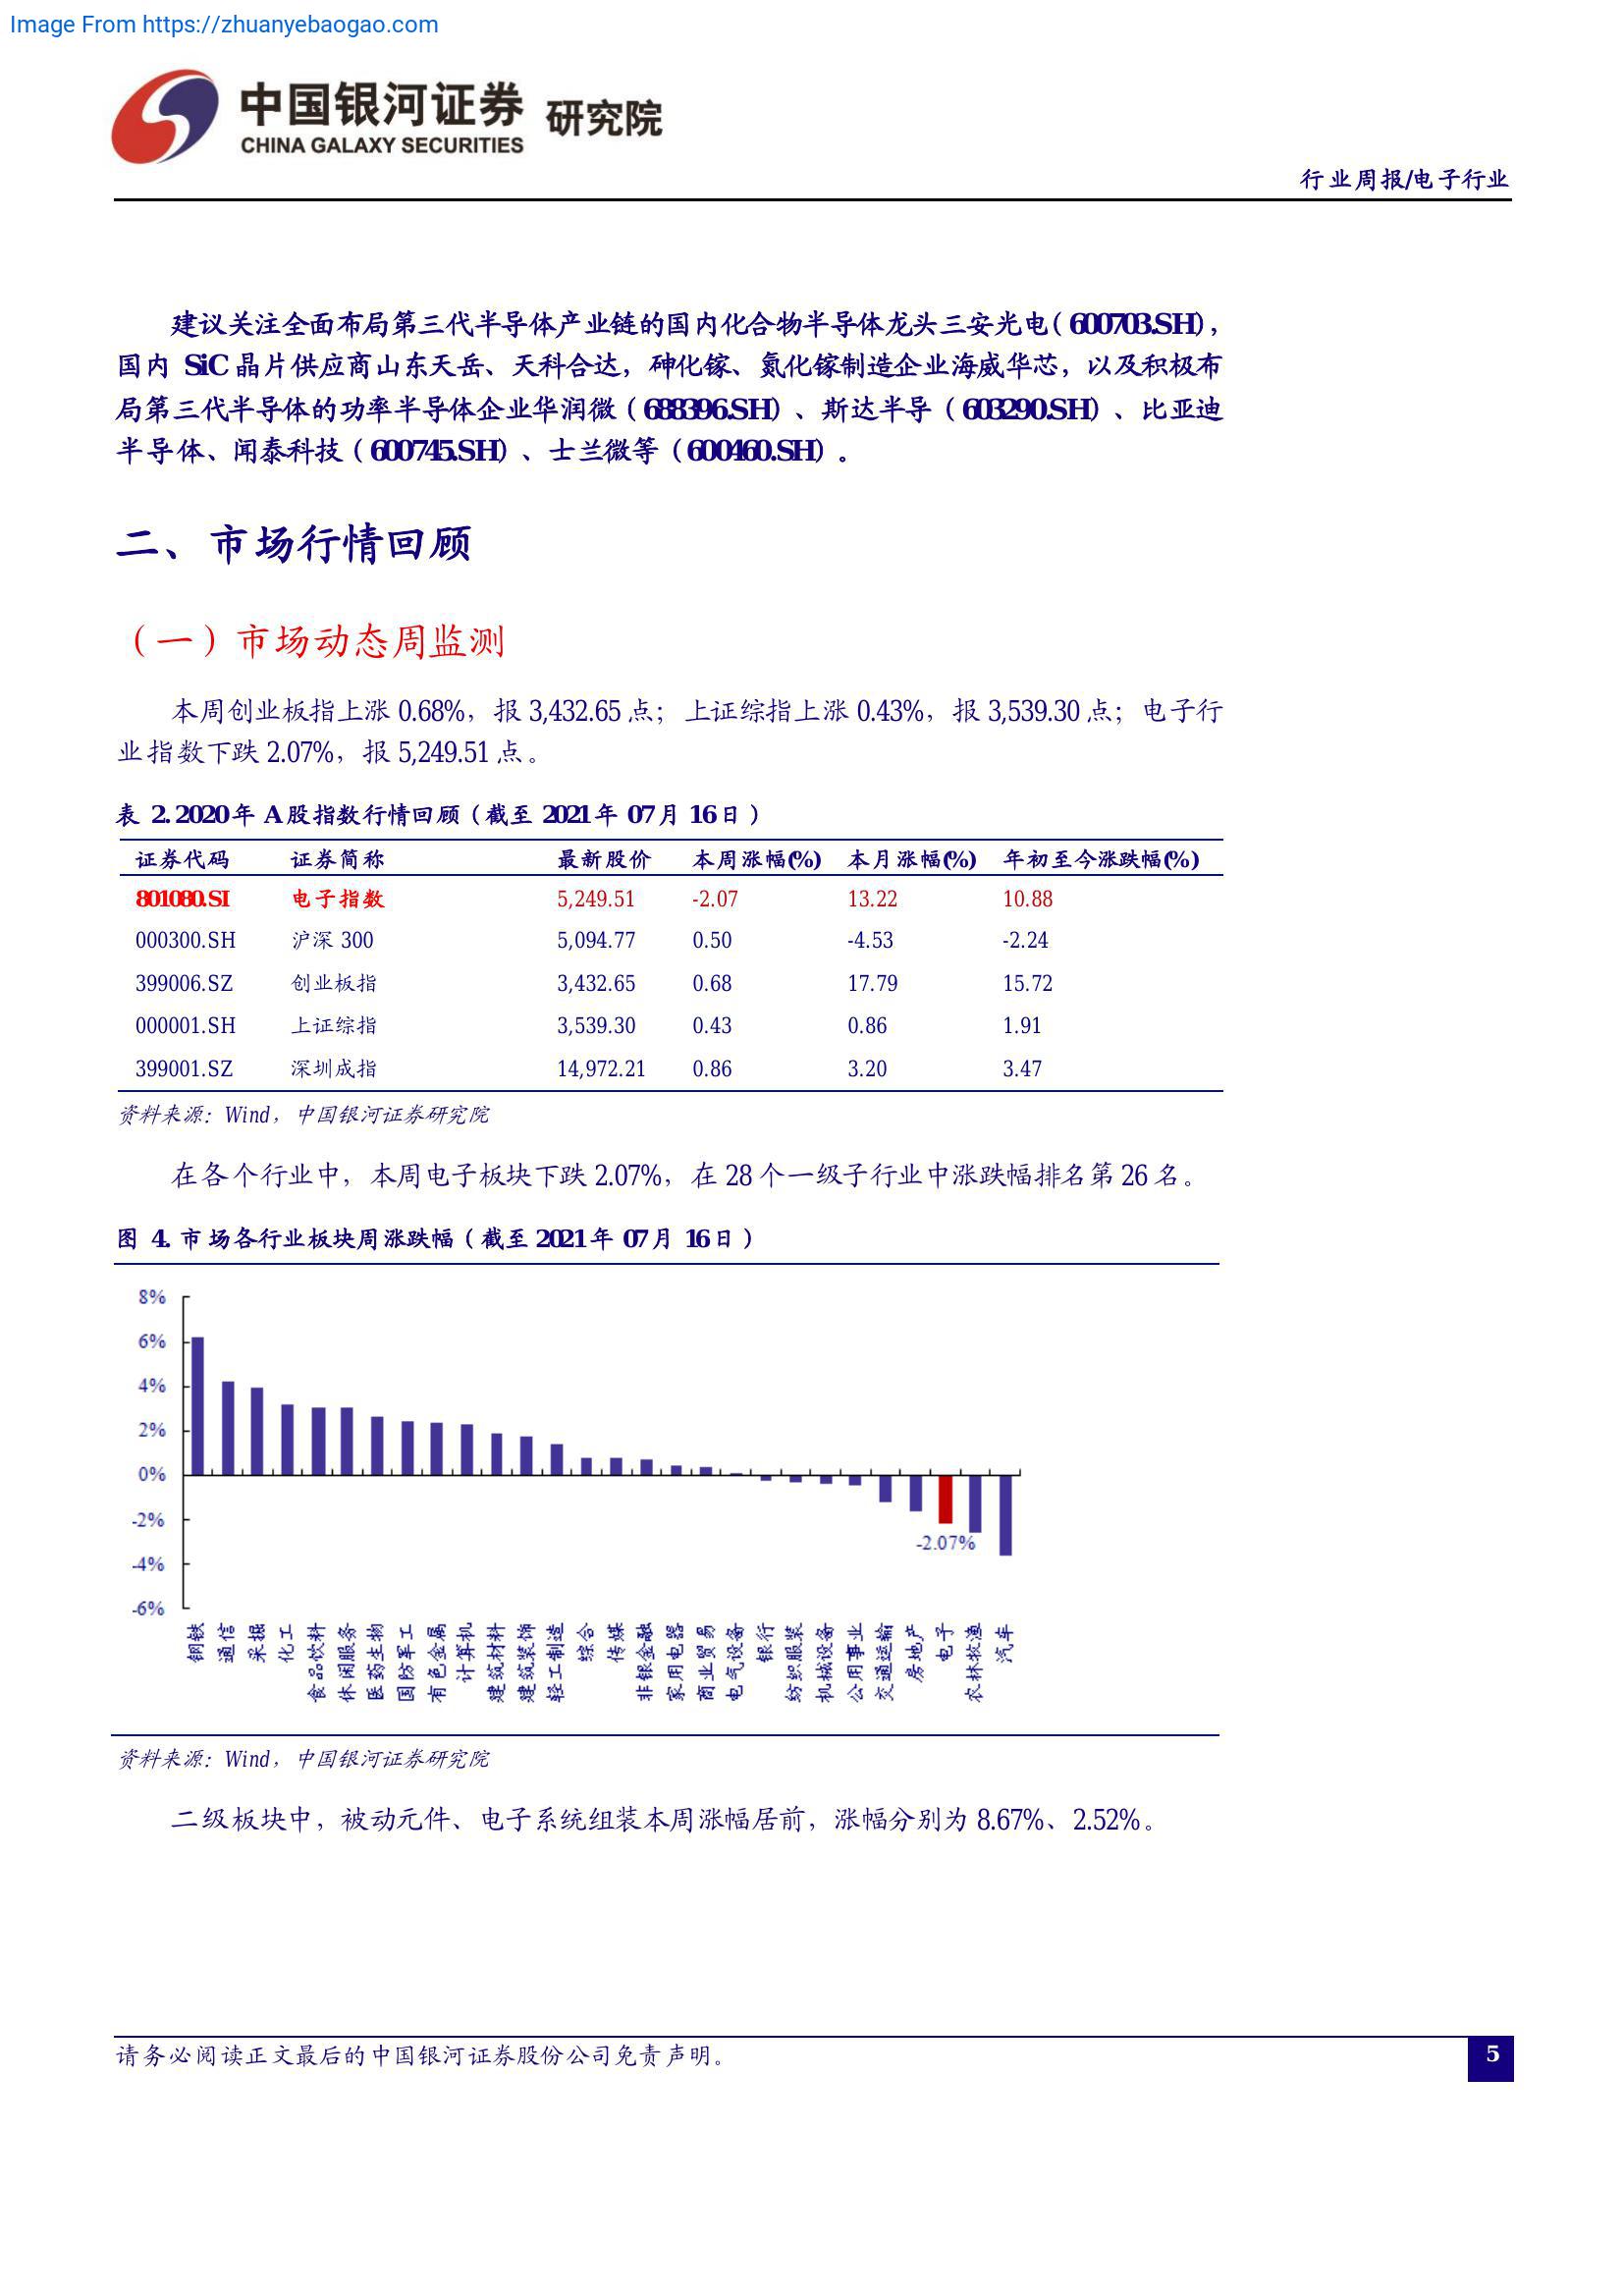 Image From https://zhuanyebaogao.com
中国银河证券 研究院
CHINA GALAXY SECURITIES
行业周报/电子行业
建议关注全面布局第三代半导体产业链的国内化合物半导体龙头三安光电（600703.SH），
国内 SiC 晶片供应商山东天岳、天科合达，砷化镓、氮化镓制造企业海威华芯，以及积极布
局第三代半导体的功率半导体企业华润微（688396.SH）、斯达半导（603290.SH）、比亚迪
半导体、闻泰科技（600745.SH）、士兰微等（600460.SH）。
二、市场行情回顾
（一）市场动态周监测
本周创业板指上涨 0.68%，报 3,432.65 点；上证综指上涨 0.43%，报 3,539.30 点；电子行
业指数下跌 2.07%，报 5,249.51 点。
表 2. 2020 年 A 股指数行情回顾（截至 2021 年 07 月 16 日）
证券代码 证券简称 最新股价 本周涨幅(%) 本月涨幅(%) 年初至今涨跌幅(%)
801080.SI 电子指数 5,249.51 -2.07 13.22 10.88
000300.SH 沪深 300 5,094.77 0.50 -4.53 -2.24
399006.SZ 创业板指 3,432.65 0.68 17.79 15.72
000001.SH 上证综指 3,539.30 0.43 0.86 1.91
399001.SZ 深圳成指 14,972.21 0.86 3.20 3.47
资料来源：Wind，中国银河证券研究院
在各个行业中，本周电子板块下跌 2.07%，在 28 个一级子行业中涨跌幅排名第 26 名。
图 4. 市场各行业板块周涨跌幅（截至 2021 年 07 月 16 日）
8%
6%
4%
2%
0%
-2%
-4%
-6%
-2.07%
钢铁
通信
采掘
化工
食品饮料
休闲服务
医药生物
国防军工
有色金属
计算机
建筑材料
建筑装饰
轻工制造
综合
传媒
非银金融
家用电器
商业贸易
电气设备
银行
纺织服装
机械设备
公用事业
交通运输
房地产
电子
农林牧渔
汽车
资料来源：Wind，中国银河证券研究院
二级板块中，被动元件、电子系统组装本周涨幅居前，涨幅分别为 8.67%、2.52%。
请务必阅读正文最后的中国银河证券股份公司免责声明。
5